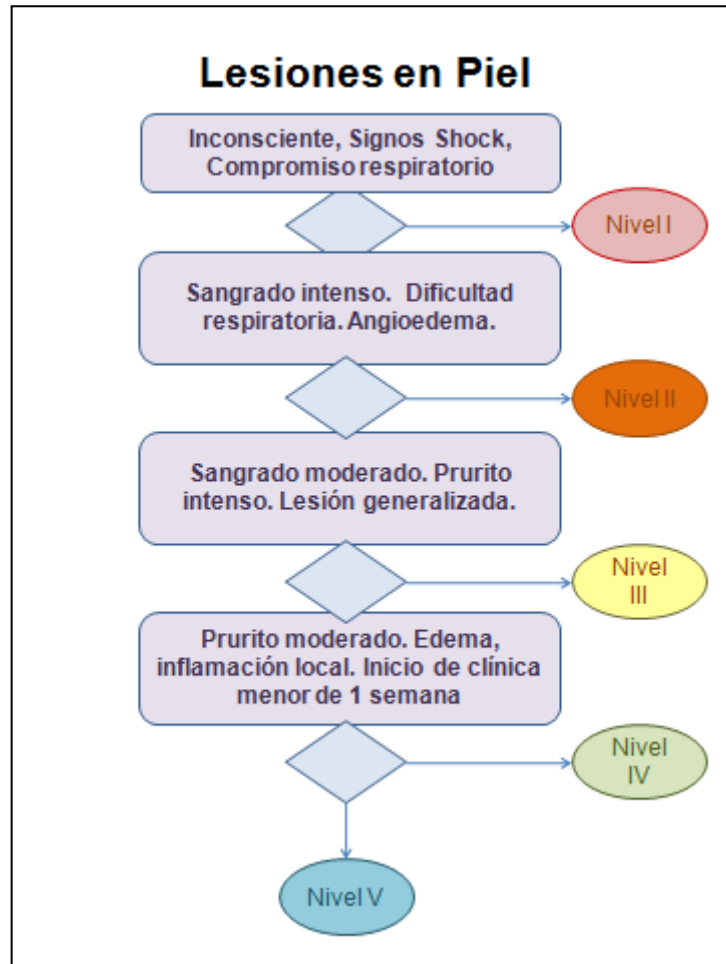 Lesiones en Piel
Inconsciente, Signos Shock,
Compromiso respiratorio
Nivel I
Sangrado intenso. Dificultad
respiratoria. Angioedema.
Nivel II
Sangrado moderado. Prurito
intenso. Lesión generalizada.
Nivel
III
Prurito moderado. Edema,
inflamación local. Inicio de clínica
menor de 1 semana
Nivel
IV
Nivel V